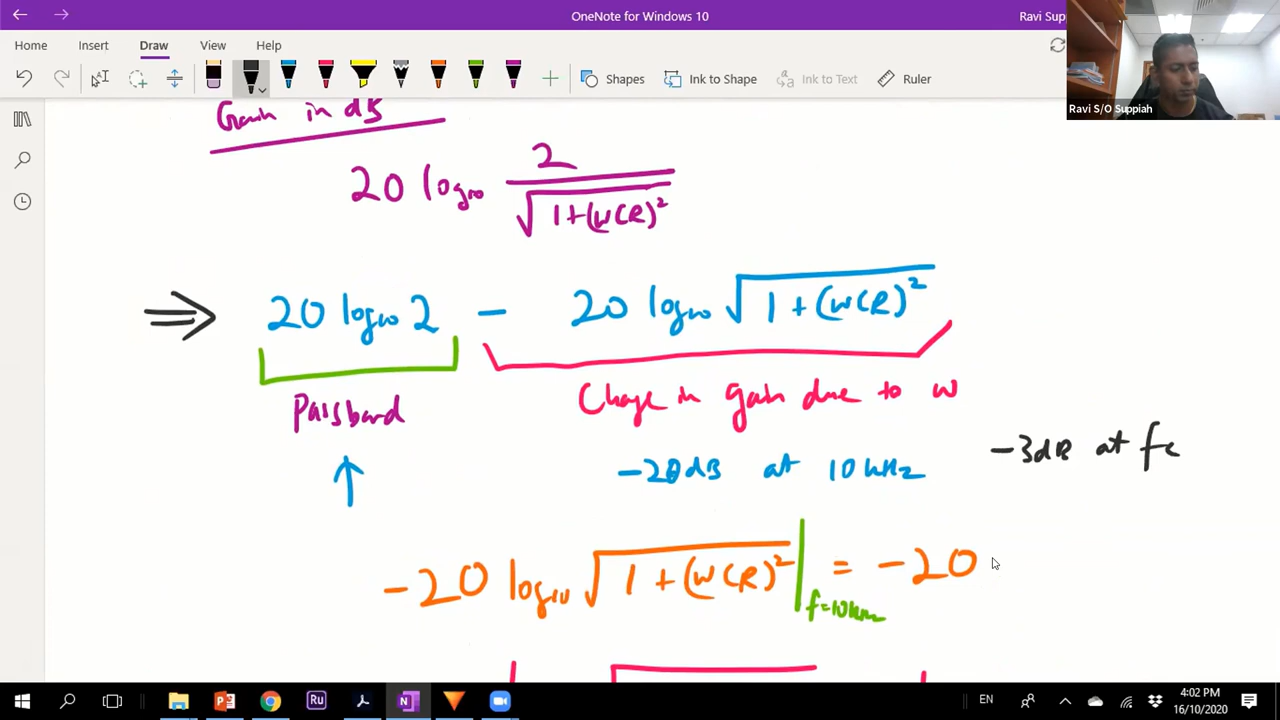 OneNote for Windows 10
Ravi Sup
Home Insert Draw View Help
Shapes Ink to Shape Ink to Text Ruler
Ravi S/O Suppiah
Gain in dB
20 log10 2 / √1+(WCR)²
⇒ 20 log10 2 − 20 log10 √1+(WCR)²
Passband
Change in gain due to w
-3dB at fc
↑ -20dB at 10kHz
-20 log10 √1+(WCR)² | f=10kHz = -20
EN
4:02 PM
16/10/2020